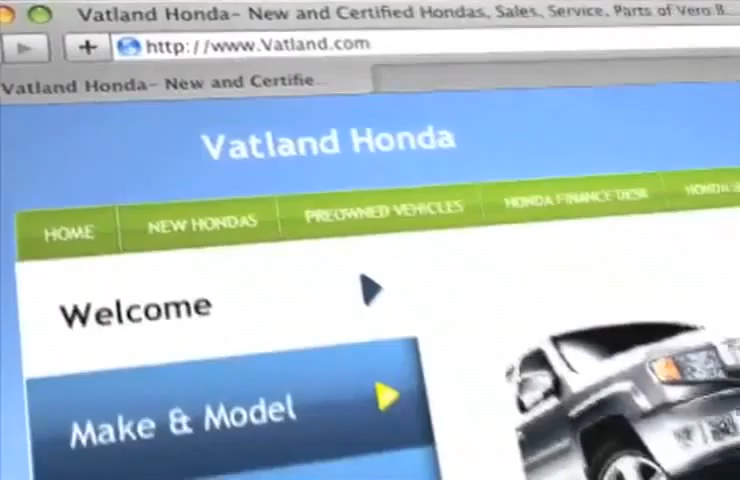 Vatland Honda– New and Certified Hondas, Sales, Service, Parts of Vero B...
http://www.Vatland.com
Vatland Honda– New and Certifie...
Vatland Honda
HOME NEW HONDAS PREOWNED VEHICLES HONDA FINANCE DESK HONDA
Welcome
Make & Model